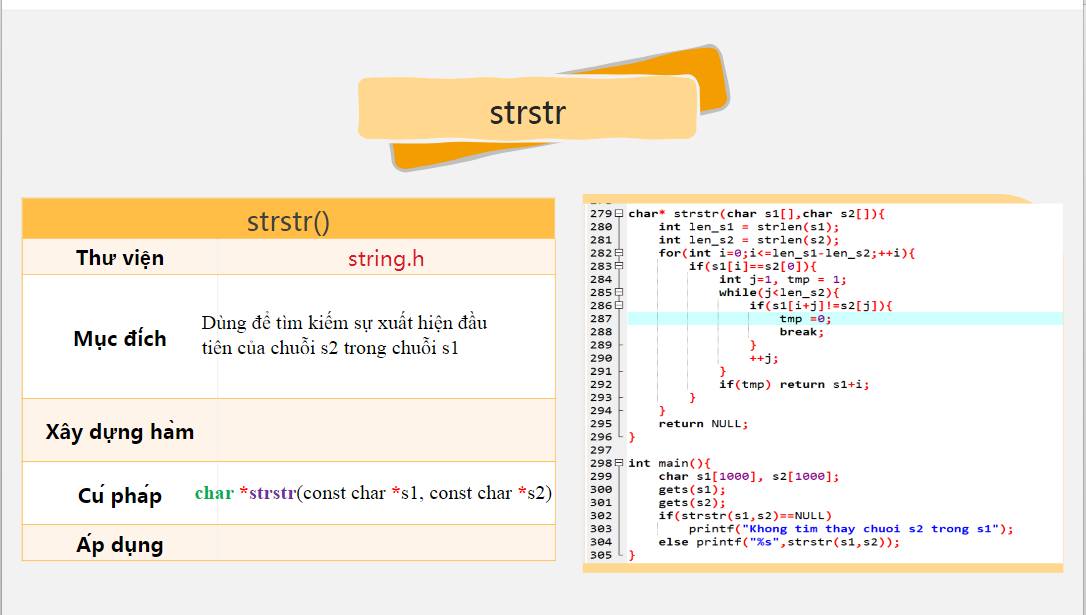 strstr
strstr()
Thư viện
string.h
Mục đích
Dùng để tìm kiếm sự xuất hiện đầu
tiên của chuỗi s2 trong chuỗi s1
Xây dựng hàm
Cú pháp
char *strstr(const char *s1, const char *s2)
Áp dụng
279 char* strstr(char s1[],char s2[]){
280 int len_s1 = strlen(s1);
281 int len_s2 = strlen(s2);
282 for(int i=0;i<=len_s1-len_s2;++i){
283 if(s1[i]==s2[0]){
284 int j=1, tmp = 1;
285 while(j<len_s2){
286 if(s1[i+j]!=s2[j]){
287 tmp =0;
288 break;
289 }
290 ++j;
291 }
292 if(tmp) return s1+i;
293 }
294 }
295 return NULL;
296 }
297
298 int main(){
299 char s1[1000], s2[1000];
300 gets(s1);
301 gets(s2);
302 if(strstr(s1,s2)==NULL)
303 printf("Khong tim thay chuoi s2 trong s1");
304 else printf("%s",strstr(s1,s2));
305 }